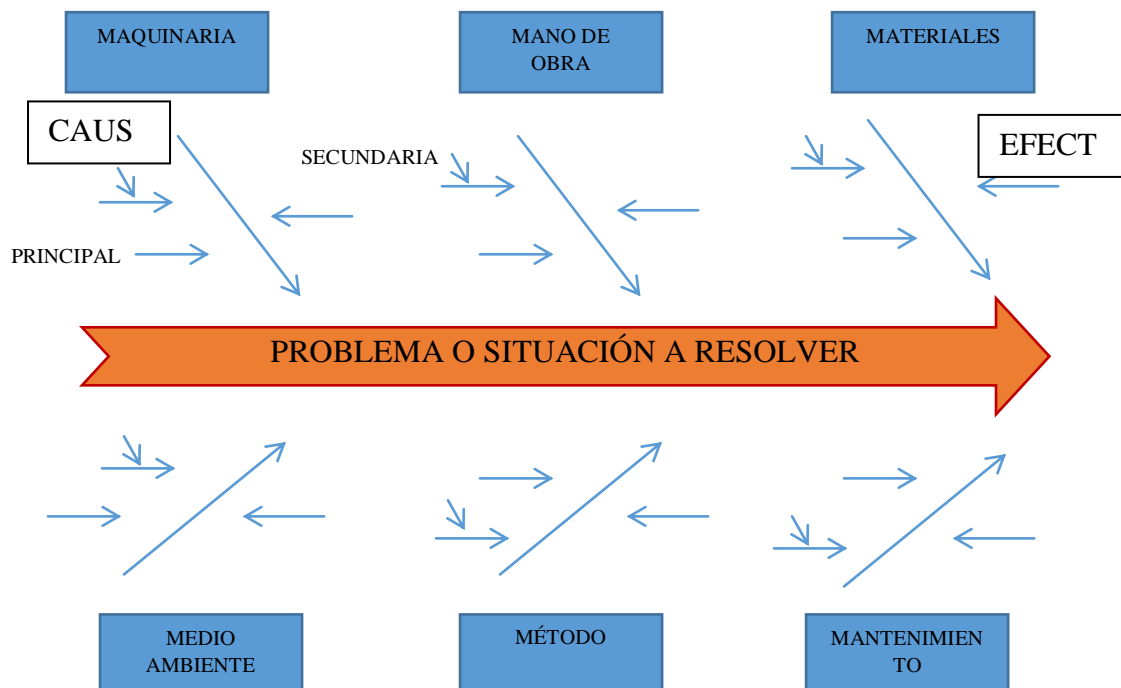 MAQUINARIA
MANO DE
OBRA
MATERIALES
CAUS
SECUNDARIA
EFECT
PRINCIPAL
PROBLEMA O SITUACIÓN A RESOLVER
MEDIO
AMBIENTE
MÉTODO
MANTENIMIEN
TO